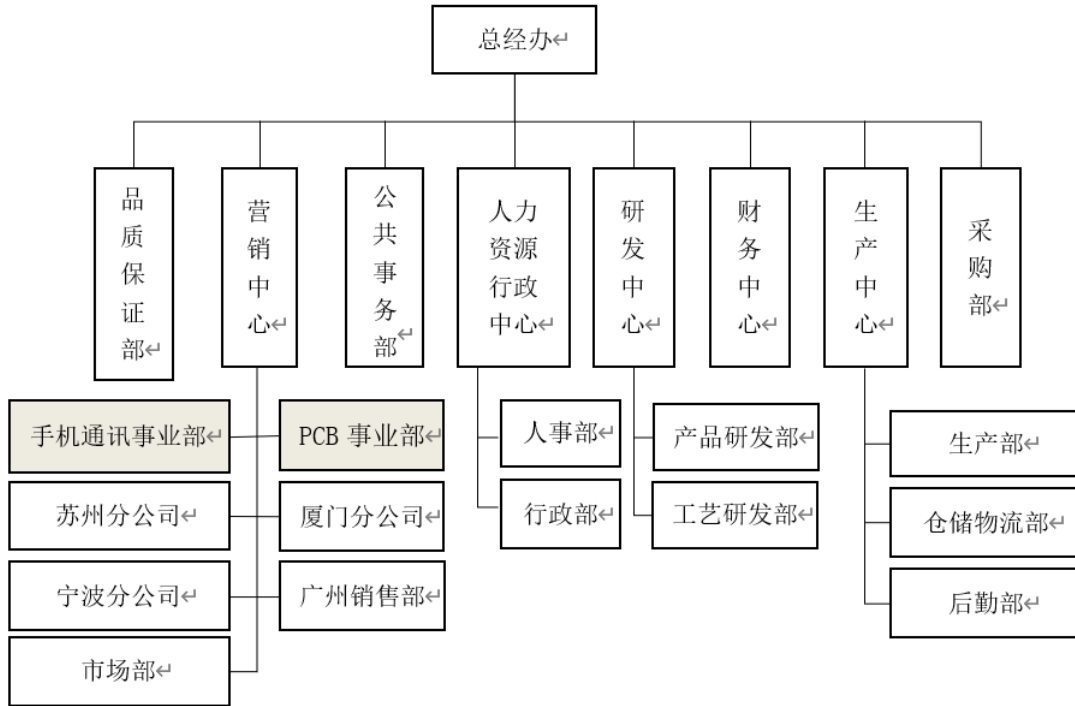 总经办
品质保证部
营销中心
公共事务部
人力
资源
行政
中心
研发中心
财务中心
生产中心
采购部
手机通讯事业部
PCB 事业部
人事部
产品研发部
生产部
苏州分公司
厦门分公司
行政部
工艺研发部
仓储物流部
宁波分公司
广州销售部
后勤部
市场部